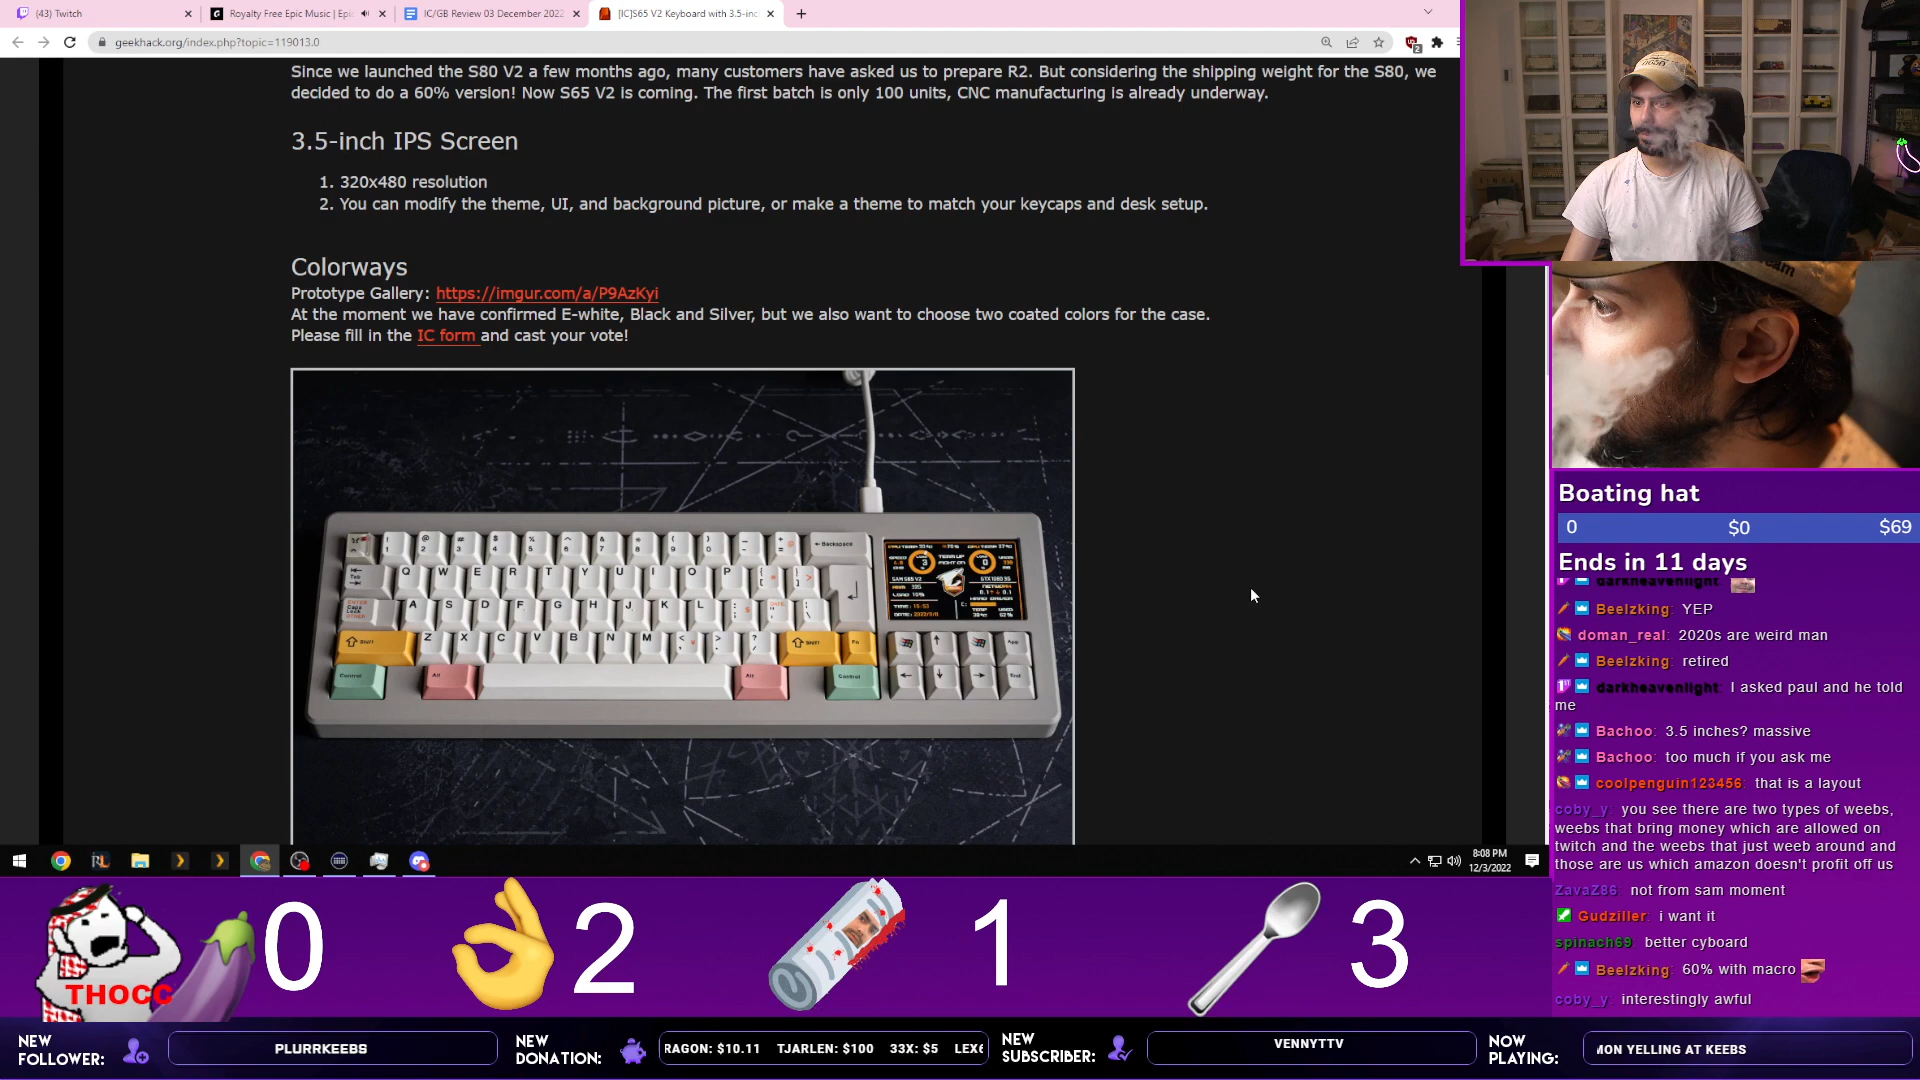 (43) Twitch
Royalty Free Epic Music | Epic
IC/GB Review 03 December 2022
[IC]S65 V2 Keyboard with 3.5-inc
geekhack.org/index.php?topic=119013.0
Since we launched the S80 V2 a few months ago, many customers have asked us to prepare R2. But considering the shipping weight for the S80, we
decided to do a 60% version! Now S65 V2 is coming. The first batch is only 100 units, CNC manufacturing is already underway.
3.5-inch IPS Screen
1. 320x480 resolution
2. You can modify the theme, UI, and background picture, or make a theme to match your keycaps and desk setup.
Colorways
Prototype Gallery: https://imgur.com/a/P9AzKyi
At the moment we have confirmed E-white, Black and Silver, but we also want to choose two coated colors for the case.
Please fill in the IC form and cast your vote!
Backspace
Tab Q W E R T Y U I O P
Caps Lock A S D F G H J K L
Shift Z X C V B N M Shift Fn
Control Alt Alt Control End
8:08 PM
12/3/2022
Boating hat
0 $0 $69
Ends in 11 days
darkheavenlight
Beelzking: YEP
doman_real: 2020s are weird man
Beelzking: retired
darkheavenlight: I asked paul and he told
me
Bachoo: 3.5 inches? massive
Bachoo: too much if you ask me
coolpenguin123456: that is a layout
coby_y: you see there are two types of weebs,
weebs that bring money which are allowed on
twitch and the weebs that just weeb around and
those are us which amazon doesn't profit off us
ZavaZ86: not from sam moment
Gudziller: i want it
spinach69: better cyboard
Beelzking: 60% with macro
coby_y: interestingly awful
THOCC 0 2 1 3
NEW
FOLLOWER:
PLURRKEEBS
NEW
DONATION:
RAGON: $10.11 TJARLEN: $100 33X: $5
NEW
SUBSCRIBER:
VENNYTTV
NOW
PLAYING:
MON YELLING AT KEEBS